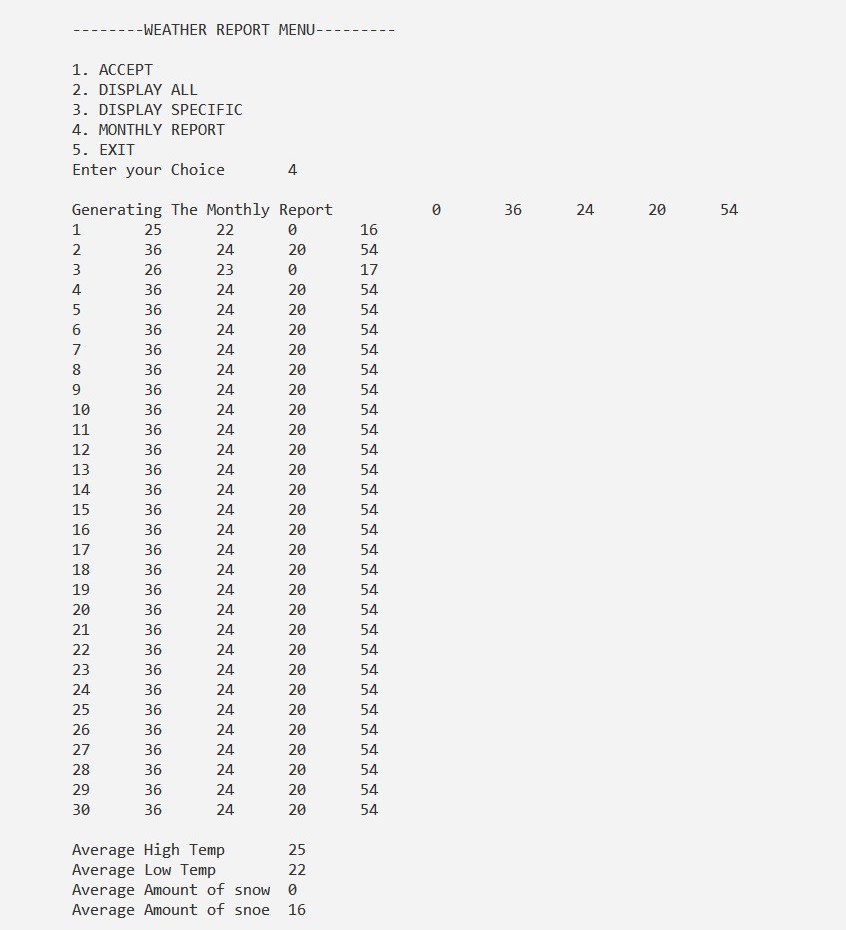 --------WEATHER REPORT MENU---------
1. ACCEPT
2. DISPLAY ALL
3. DISPLAY SPECIFIC
4. MONTHLY REPORT
5. EXIT
Enter your Choice 4
Generating The Monthly Report 0 36 24 20 54
1 25 22 0 16
2 36 24 20 54
3 26 23 0 17
4 36 24 20 54
5 36 24 20 54
6 36 24 20 54
7 36 24 20 54
8 36 24 20 54
9 36 24 20 54
10 36 24 20 54
11 36 24 20 54
12 36 24 20 54
13 36 24 20 54
14 36 24 20 54
15 36 24 20 54
16 36 24 20 54
17 36 24 20 54
18 36 24 20 54
19 36 24 20 54
20 36 24 20 54
21 36 24 20 54
22 36 24 20 54
23 36 24 20 54
24 36 24 20 54
25 36 24 20 54
26 36 24 20 54
27 36 24 20 54
28 36 24 20 54
29 36 24 20 54
30 36 24 20 54
Average High Temp 25
Average Low Temp 22
Average Amount of snow 0
Average Amount of snoe 16